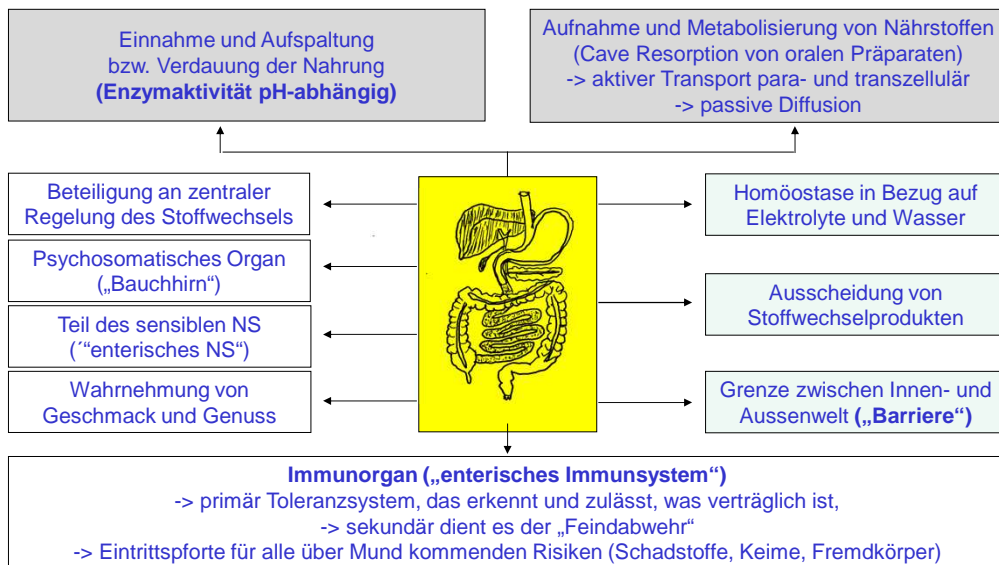 Einnahme und Aufspaltung
bzw. Verdauung der Nahrung
(Enzymaktivität pH-abhängig)
Aufnahme und Metabolisierung von Nährstoffen
(Cave Resorption von oralen Präparaten)
-> aktiver Transport para- und transzellulär
-> passive Diffusion
Beteiligung an zentraler
Regelung des Stoffwechsels
Psychosomatisches Organ
(„Bauchhirn“)
Teil des sensiblen NS
(´“enterisches NS“)
Wahrnehmung von
Geschmack und Genuss
Homöostase in Bezug auf
Elektrolyte und Wasser
Ausscheidung von
Stoffwechselprodukten
Grenze zwischen Innen- und
Aussenwelt („Barriere“)
Immunorgan („enterisches Immunsystem“)
-> primär Toleranzsystem, das erkennt und zulässt, was verträglich ist,
-> sekundär dient es der „Feindabwehr“
-> Eintrittspforte für alle über Mund kommenden Risiken (Schadstoffe, Keime, Fremdkörper)